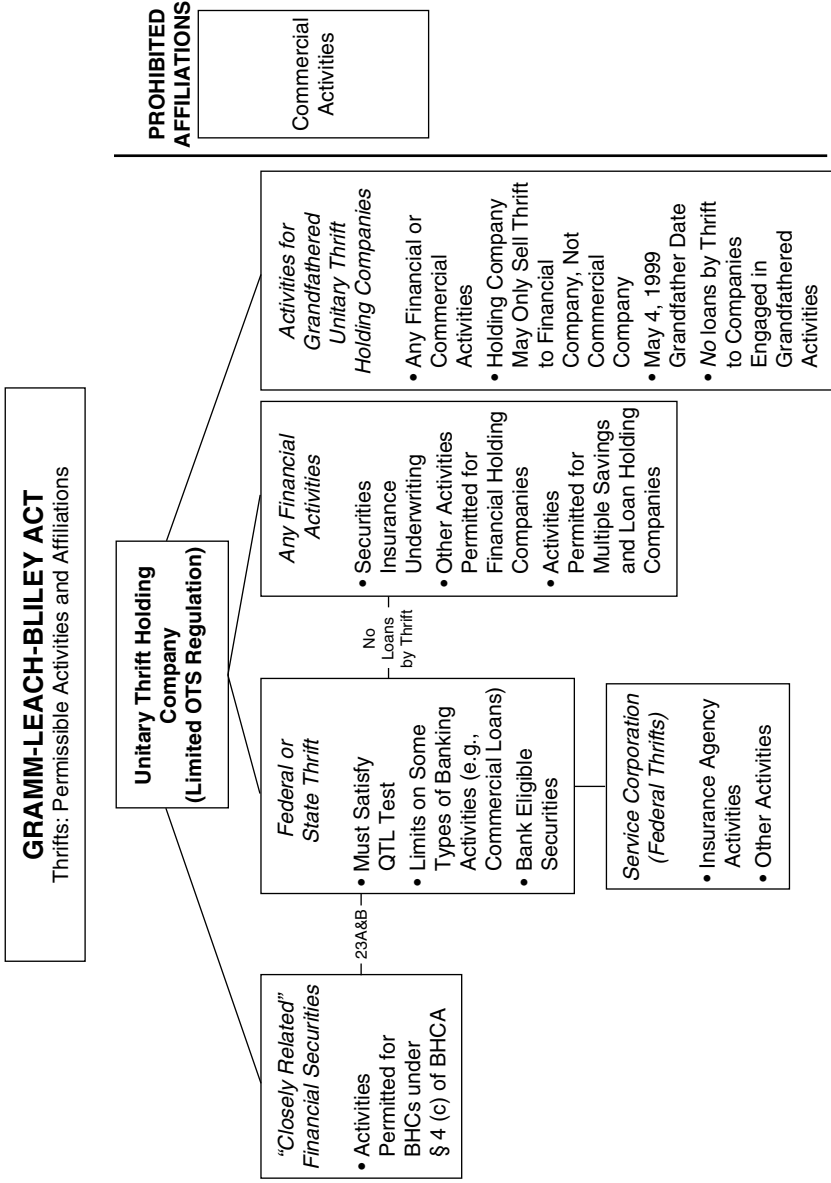 GRAMM-LEACH-BLILEY ACT
Thrifts: Permissible Activities and Affiliations
Unitary Thrift Holding
Company
(Limited OTS Regulation)
"Closely Related"
Financial Securities
• Activities
Permitted for
BHCs under
§ 4 (c) of BHCA
23A&B
Federal or
State Thrift
• Must Satisfy
QTL Test
• Limits on Some
Types of Banking
Activities (e.g.,
Commercial Loans)
• Bank Eligible
Securities
Service Corporation
(Federal Thrifts)
• Insurance Agency
Activities
• Other Activities
No
Loans
by Thrift
Any Financial
Activities
• Securities
Insurance
Underwriting
• Other Activities
Permitted for
Financial Holding
Companies
• Activities
Permitted for
Multiple Savings
and Loan Holding
Companies
Activities for
Grandfathered
Unitary Thrift
Holding Companies
• Any Financial or
Commercial
Activities
• Holding Company
May Only Sell Thrift
to Financial
Company, Not
Commercial
Company
• May 4, 1999
Grandfather Date
• No loans by Thrift
to Companies
Engaged in
Grandfathered
Activities
PROHIBITED
AFFILIATIONS
Commercial
Activities